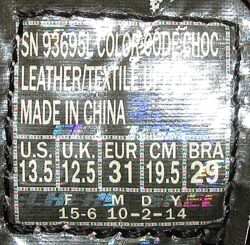 SN 93695L COLOR CODE CHOC
LEATHER/TEXTILE
MADE IN CHINA
U.S. U.K. EUR CM BRA
13.5 12.5 31 19.5 29
F M D Y
15-6 10-2-14